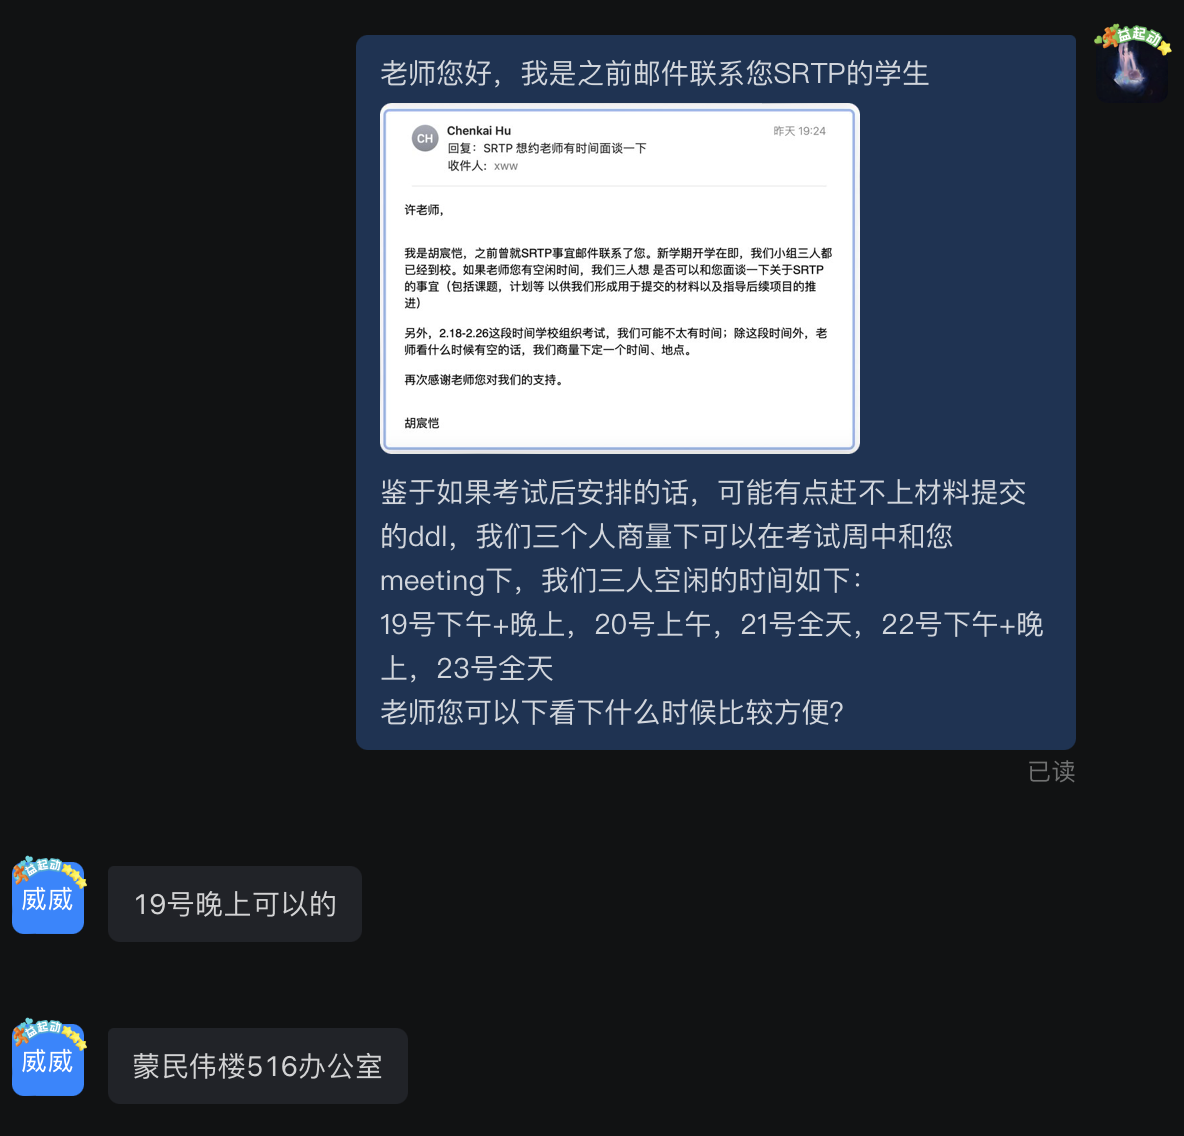 益起动
老师您好，我是之前邮件联系您SRTP的学生
CH
Chenkai Hu
昨天 19:24
回复：SRTP 想约老师有时间面谈一下
收件人：xww
许老师，
我是胡宸恺，之前曾就SRTP事宜邮件联系了您。新学期开学在即，我们小组三人都
已经到校。如果老师您有空闲时间，我们三人想 是否可以和您面谈一下关于SRTP
的事宜（包括课题，计划等 以供我们形成用于提交的材料以及指导后续项目的推
进）
另外，2.18-2.26这段时间学校组织考试，我们可能不太有时间；除这段时间外，老
师看什么时候有空的话，我们商量下定一个时间、地点。
再次感谢老师您对我们的支持。
胡宸恺
鉴于如果考试后安排的话，可能有点赶不上材料提交
的ddl，我们三个人商量下可以在考试周中和您
meeting下，我们三人空闲的时间如下：
19号下午+晚上，20号上午，21号全天，22号下午+晚
上，23号全天
老师您可以下看下什么时候比较方便？
已读
益起动
威威
19号晚上可以的
益起动
威威
蒙民伟楼516办公室